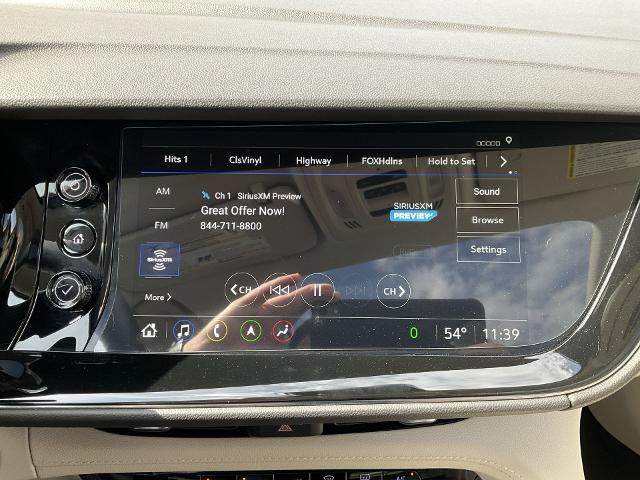 Hits 1 ClsVinyl Highway FOXHdlns Hold to Set
AM
Ch 1 SiriusXM Preview
Great Offer Now!
844-711-8800
SIRIUSXM
PREVIEW
Sound
FM
Browse
SiriusXM
Settings
More
CH
CH
0 54° 11:39